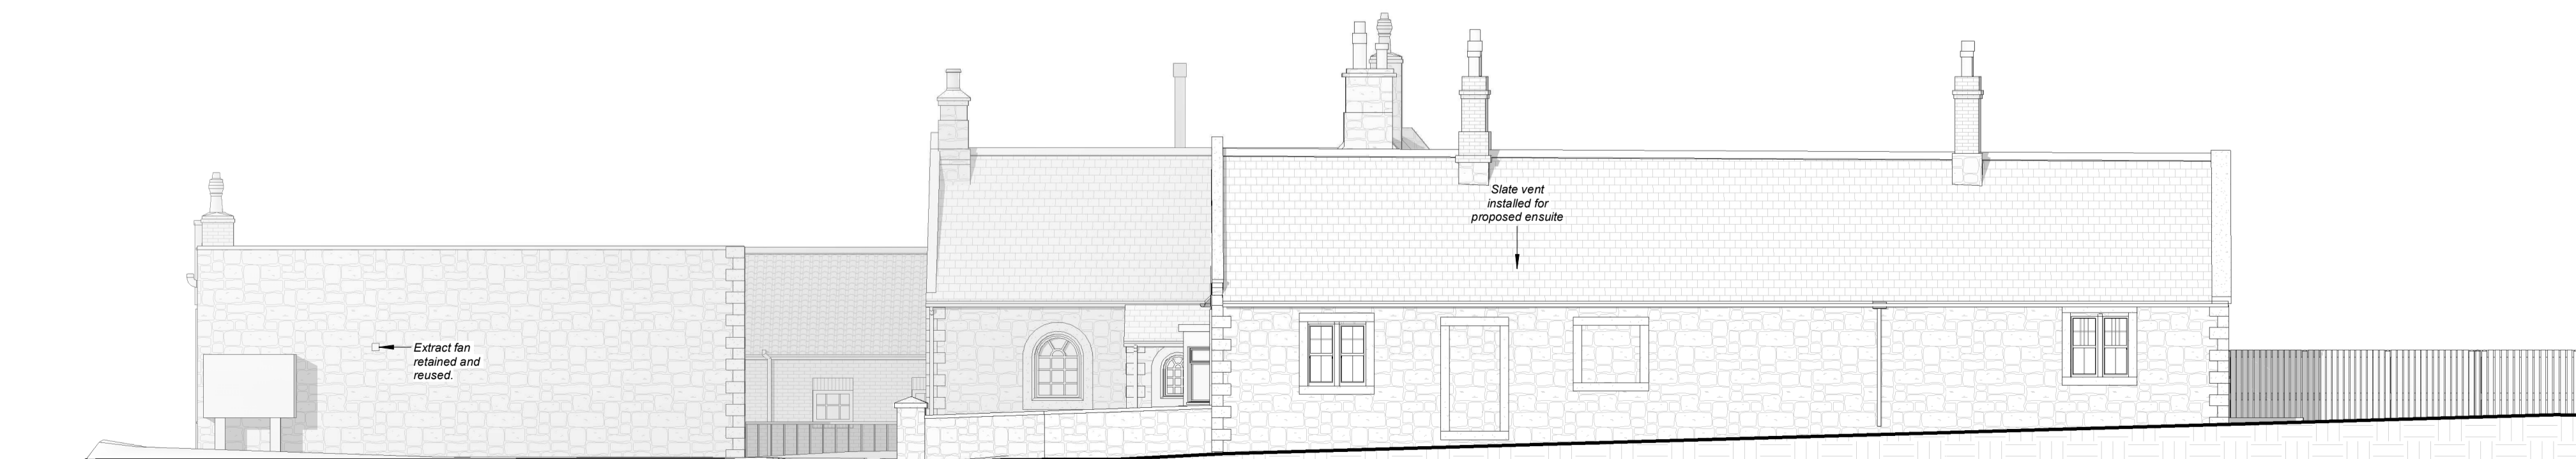 Slate vent
installed for
proposed ensuite
Extract fan
retained and
reused.